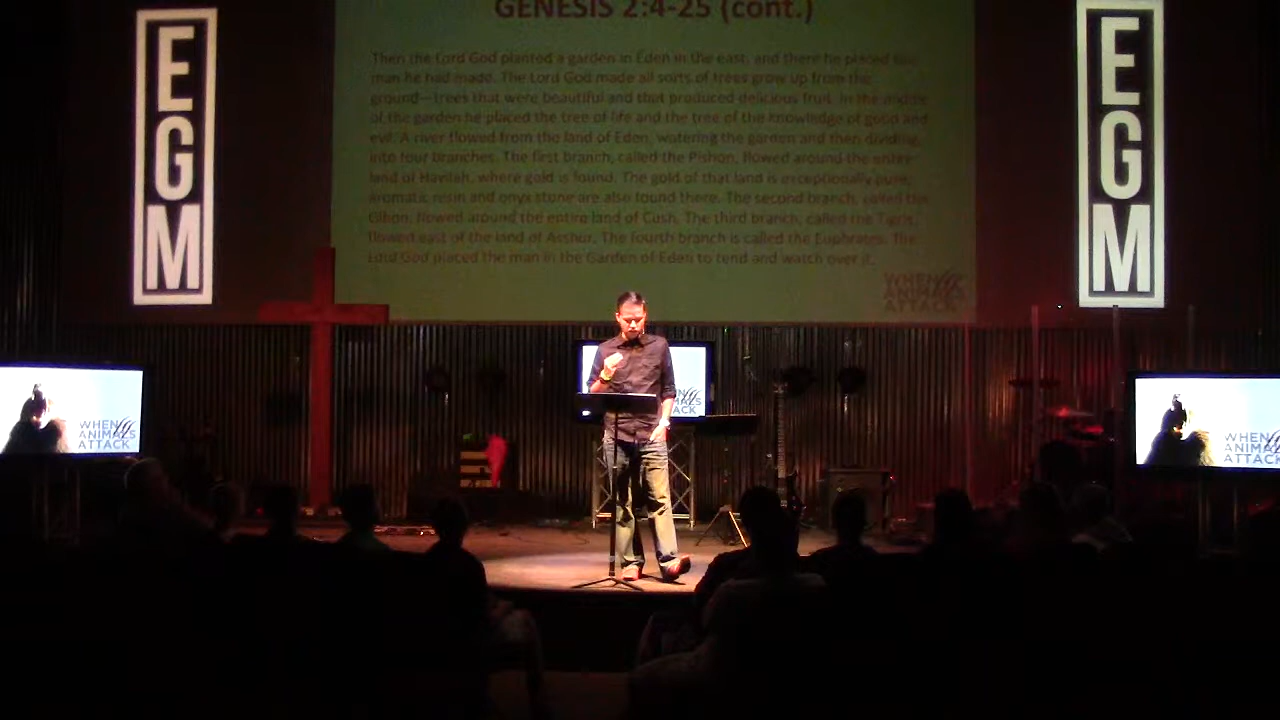 GENESIS 2:4-25 (cont.)
Then the Lord God planted a garden in Eden in the east, and there he placed the
man he had made. The Lord God made all sorts of trees grow up from the
ground—trees that were beautiful and that produced delicious fruit. In the middle
of the garden he placed the tree of life and the tree of the knowledge of good and
evil. A river flowed from the land of Eden, watering the garden and then dividing
into four branches. The first branch, called the Pishon, flowed around the entire
land of Havilah, where gold is found. The gold of that land is exceptionally pure;
aromatic resin and onyx stone are also found there. The second branch, called the
Gihon, flowed around the entire land of Cush. The third branch, called the Tigris,
flowed east of the land of Asshur. The fourth branch is called the Euphrates. The
Lord God placed the man in the Garden of Eden to tend and watch over it.
WHEN
ANIMALS
ATTACK
EGM
EGM
WHEN
ANIMALS
ATTACK
EN
MALS
ACK
WHEN
ANIMALS
ATTACK